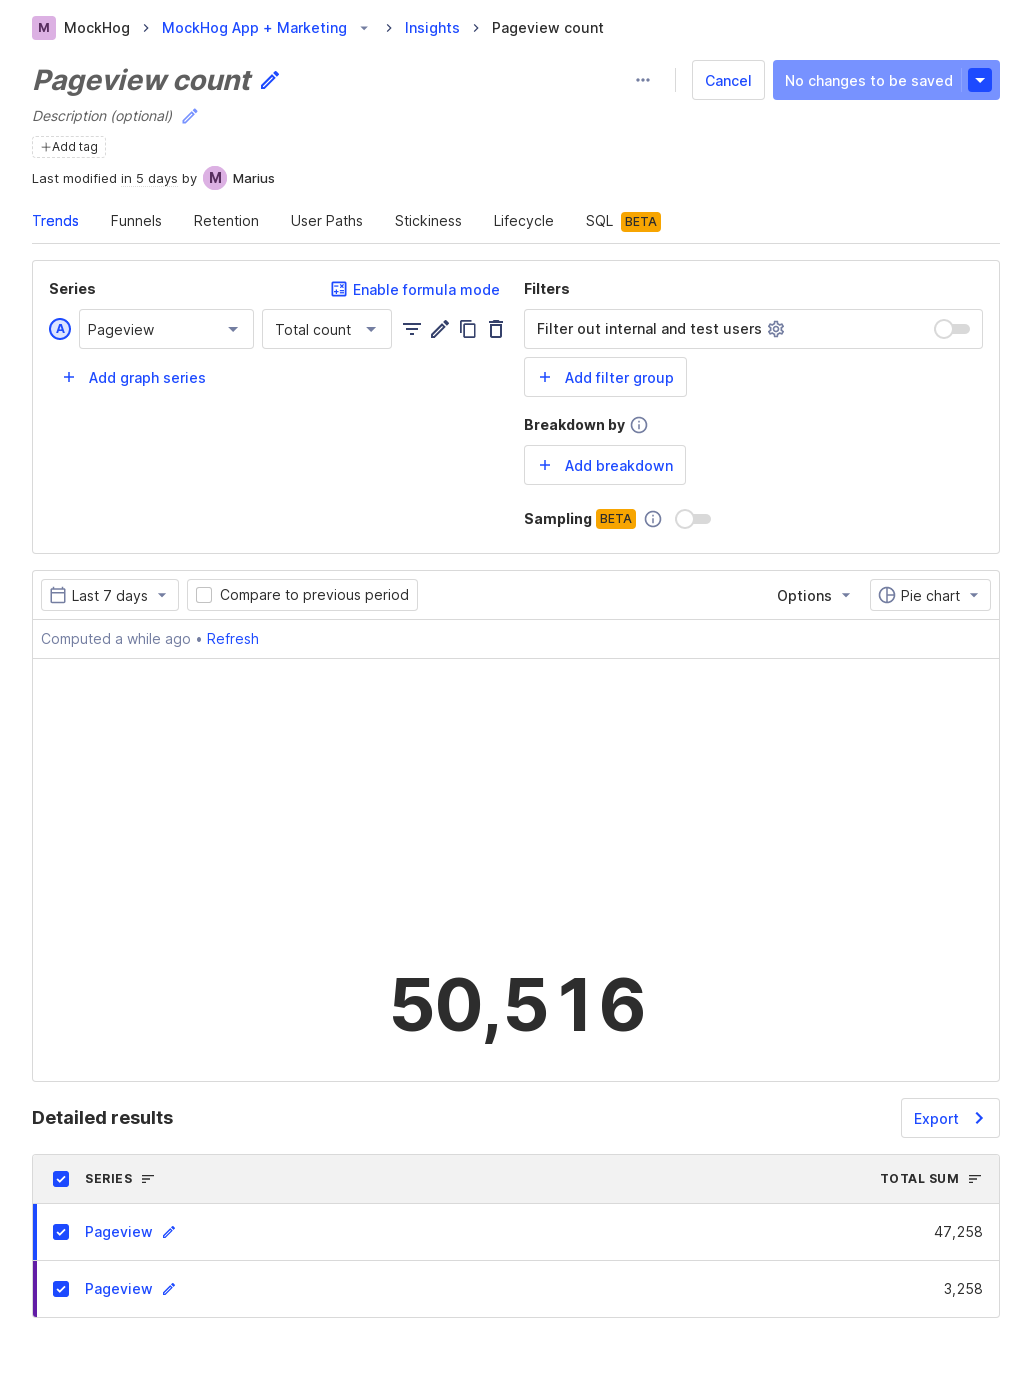 M MockHog MockHog App + Marketing Insights Pageview count
Pageview count
Cancel
No changes to be saved
Description (optional)
Add tag
Last modified in 5 days by M Marius
Trends Funnels Retention User Paths Stickiness Lifecycle SQL BETA
Series
Enable formula mode
A Pageview Total count
Add graph series
Filters
Filter out internal and test users
Add filter group
Breakdown by
Add breakdown
Sampling BETA
Last 7 days Compare to previous period Options Pie chart
Computed a while ago • Refresh
50,516
Detailed results
Export
SERIES TOTAL SUM
Pageview 47,258
Pageview 3,258